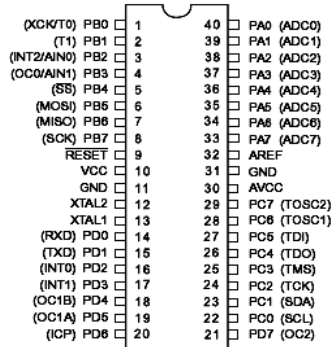 (XCK/T0) PB0 1 40 PA0 (ADC0)
(T1) PB1 2 39 PA1 (ADC1)
(INT2/AIN0) PB2 3 38 PA2 (ADC2)
(OC0/AIN1) PB3 4 37 PA3 (ADC3)
(SS) PB4 5 36 PA4 (ADC4)
(MOSI) PB5 6 35 PA5 (ADC5)
(MISO) PB6 7 34 PA6 (ADC6)
(SCK) PB7 8 33 PA7 (ADC7)
RESET 9 32 AREF
VCC 10 31 GND
GND 11 30 AVCC
XTAL2 12 29 PC7 (TOSC2)
XTAL1 13 28 PC6 (TOSC1)
(RXD) PD0 14 27 PC5 (TDI)
(TXD) PD1 15 26 PC4 (TDO)
(INT0) PD2 16 25 PC3 (TMS)
(INT1) PD3 17 24 PC2 (TCK)
(OC1B) PD4 18 23 PC1 (SDA)
(OC1A) PD5 19 22 PC0 (SCL)
(ICP) PD6 20 21 PD7 (OC2)